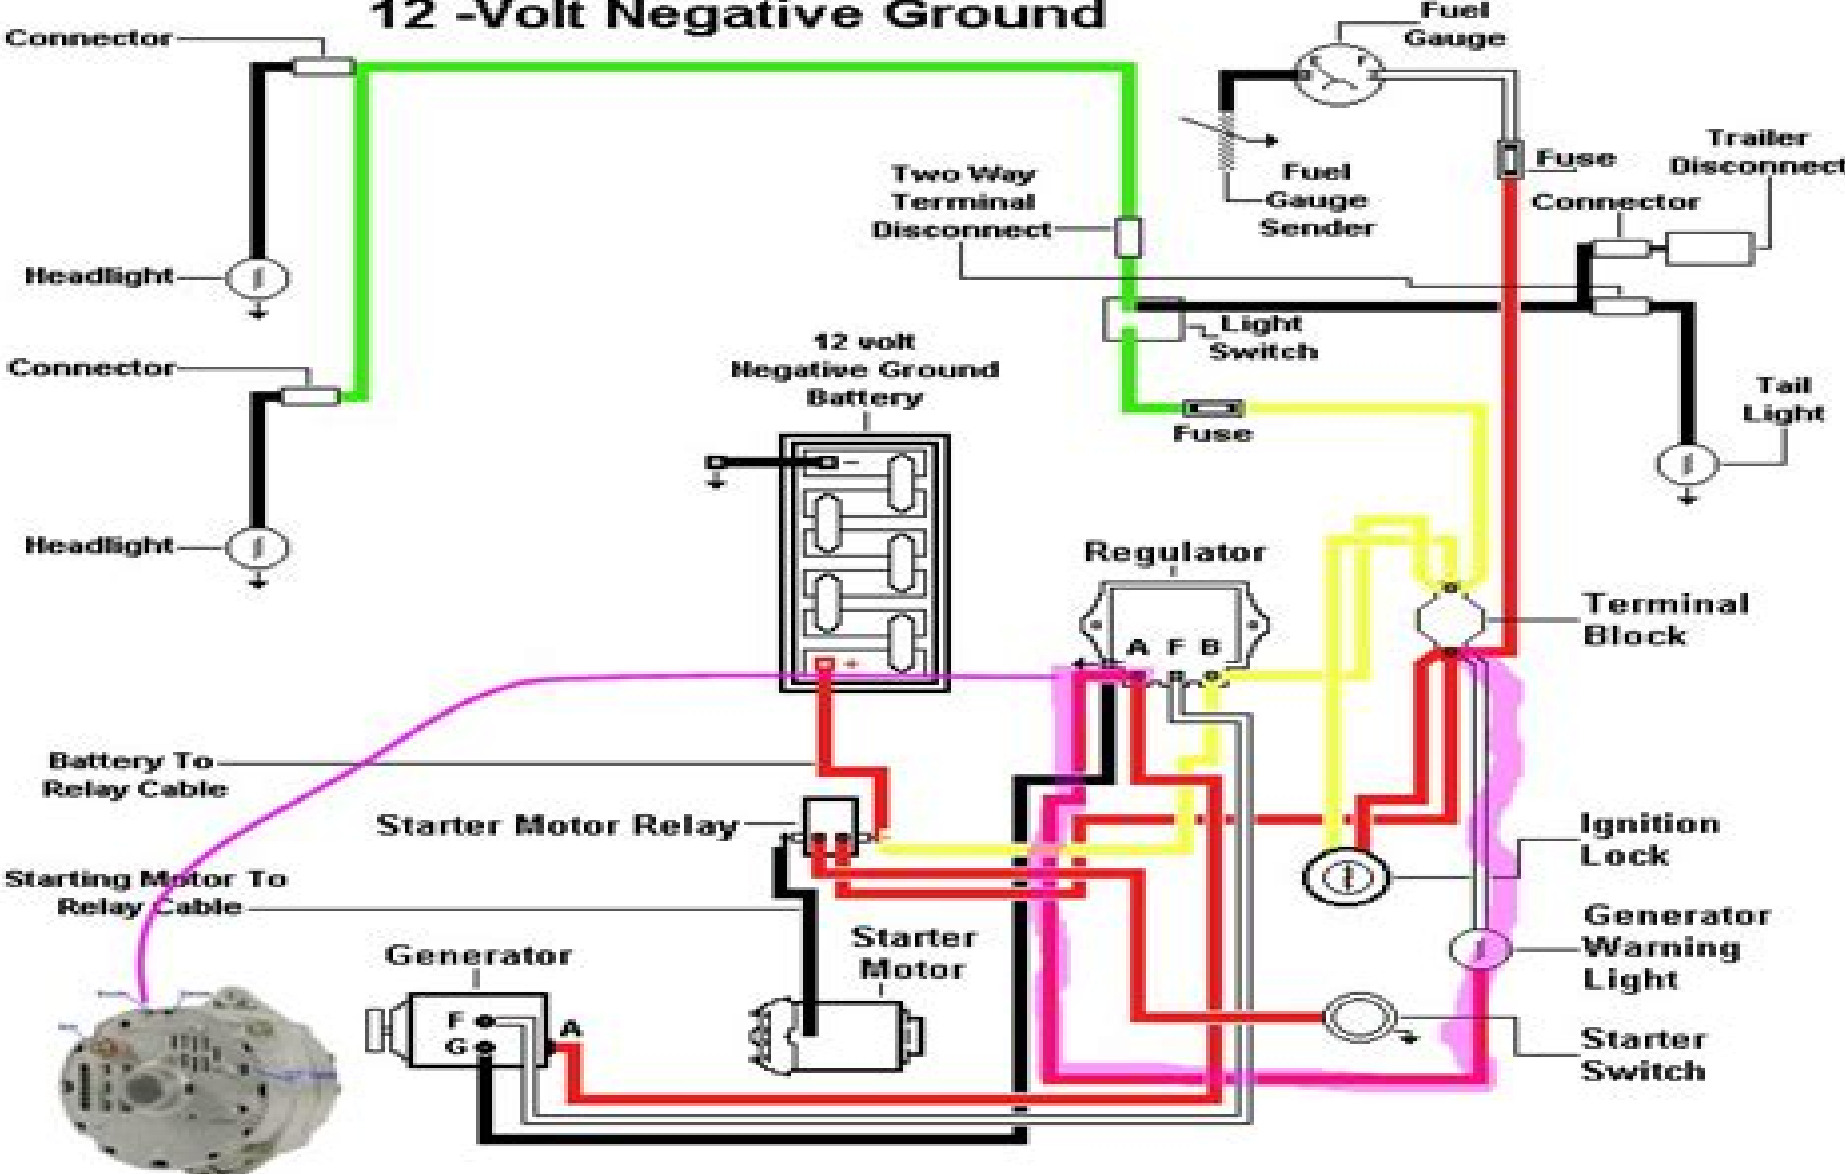 12 -Volt Negative Ground
Connector
Fuel
Gauge
E F
Fuse
Trailer
Disconnect
Connector
Two Way
Terminal
Disconnect
Fuel
Gauge
Sender
Headlight
Light
Switch
12 volt
Negative Ground
Battery
Connector
Tail
Light
Fuse
-
Headlight
Regulator
Terminal
Block
A F B
+
Battery To
Relay Cable
Starter Motor Relay
Ignition
Lock
Starting Motor To
Relay Cable
Generator
Warning
Light
Starter
Motor
Generator
F
A
G
Starter
Switch